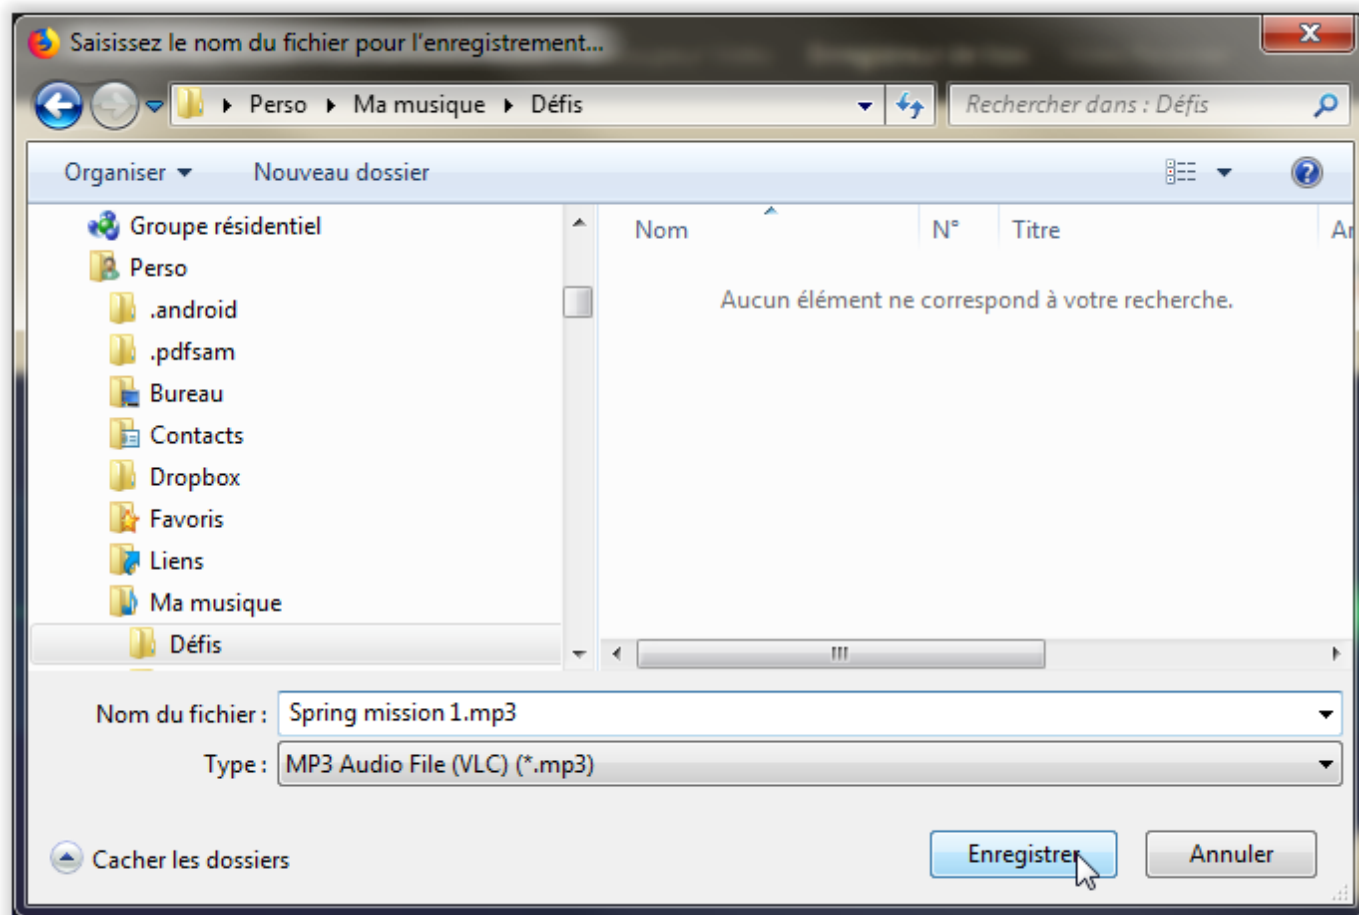 Saisissez le nom du fichier pour l'enregistrement...
Perso Ma musique Défis
Rechercher dans : Défis
Organiser Nouveau dossier
Groupe résidentiel
Perso
.android
.pdfsam
Bureau
Contacts
Dropbox
Favoris
Liens
Ma musique
Défis
Nom N° Titre Ar
Aucun élément ne correspond à votre recherche.
Nom du fichier : Spring mission 1.mp3
Type : MP3 Audio File (VLC) (*.mp3)
Cacher les dossiers
Enregistrer Annuler